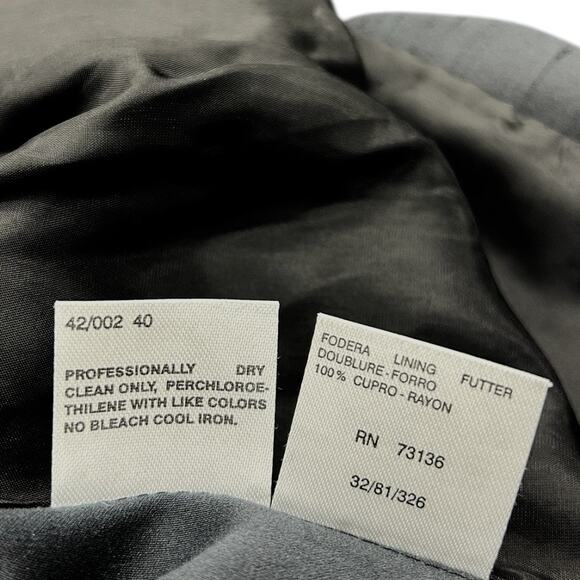 42/002 40
PROFESSIONALLY DRY
CLEAN ONLY, PERCHLOROE-
THILENE WITH LIKE COLORS
NO BLEACH COOL IRON.
FODERA LINING FUTTER
DOUBLURE-FORRO
100% CUPRO-RAYON
RN 73136
32/81/326